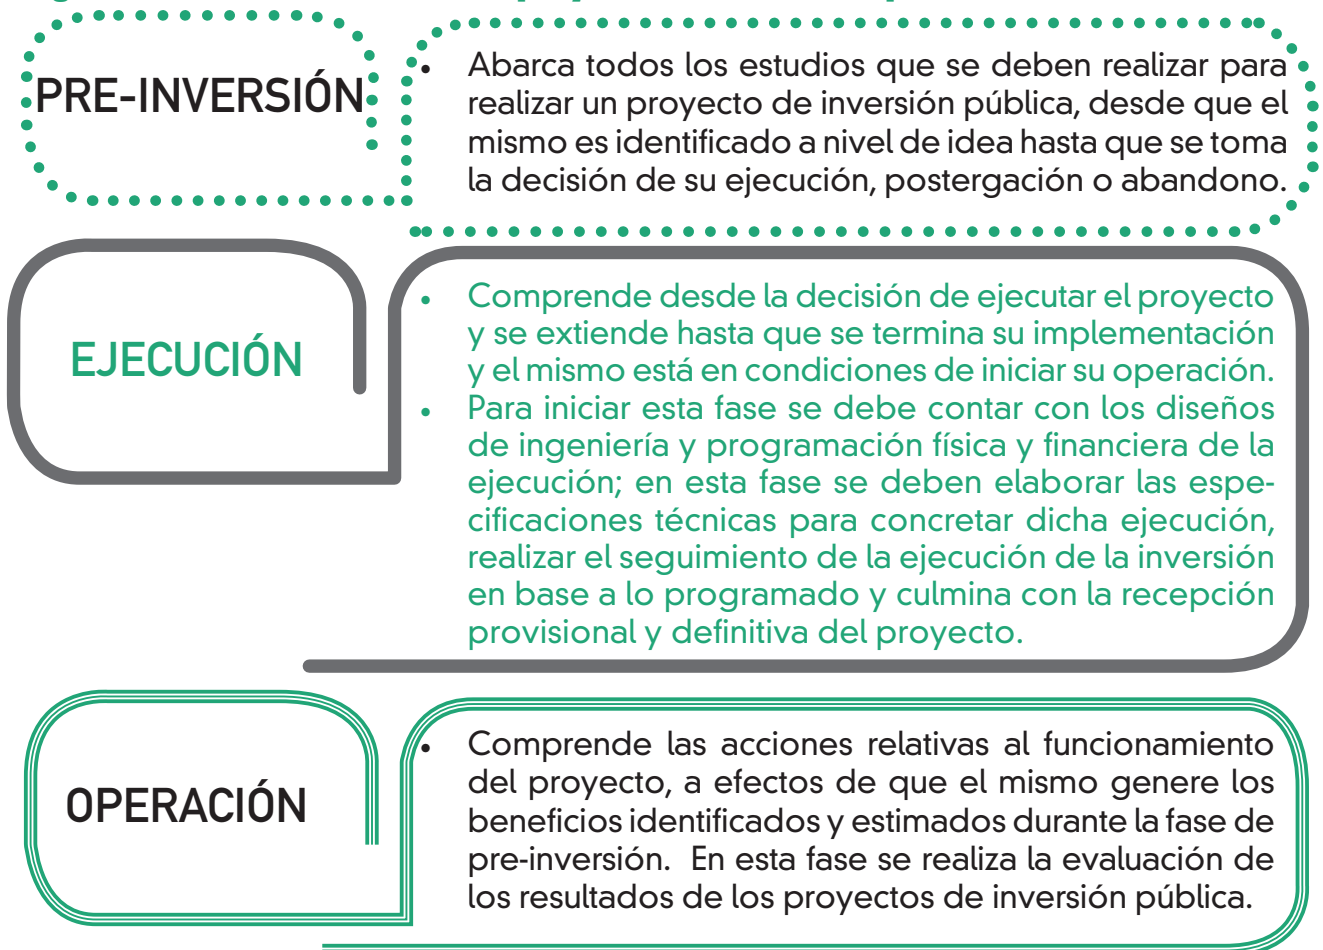 PRE-INVERSIÓN
• Abarca todos los estudios que se deben realizar para
realizar un proyecto de inversión pública, desde que el
mismo es identificado a nivel de idea hasta que se toma
la decisión de su ejecución, postergación o abandono.
EJECUCIÓN
• Comprende desde la decisión de ejecutar el proyecto
y se extiende hasta que se termina su implementación
y el mismo está en condiciones de iniciar su operación.
• Para iniciar esta fase se debe contar con los diseños
de ingeniería y programación física y financiera de la
ejecución; en esta fase se deben elaborar las espe-
cificaciones técnicas para concretar dicha ejecución,
realizar el seguimiento de la ejecución de la inversión
en base a lo programado y culmina con la recepción
provisional y definitiva del proyecto.
OPERACIÓN
• Comprende las acciones relativas al funcionamiento
del proyecto, a efectos de que el mismo genere los
beneficios identificados y estimados durante la fase de
pre-inversión. En esta fase se realiza la evaluación de
los resultados de los proyectos de inversión pública.